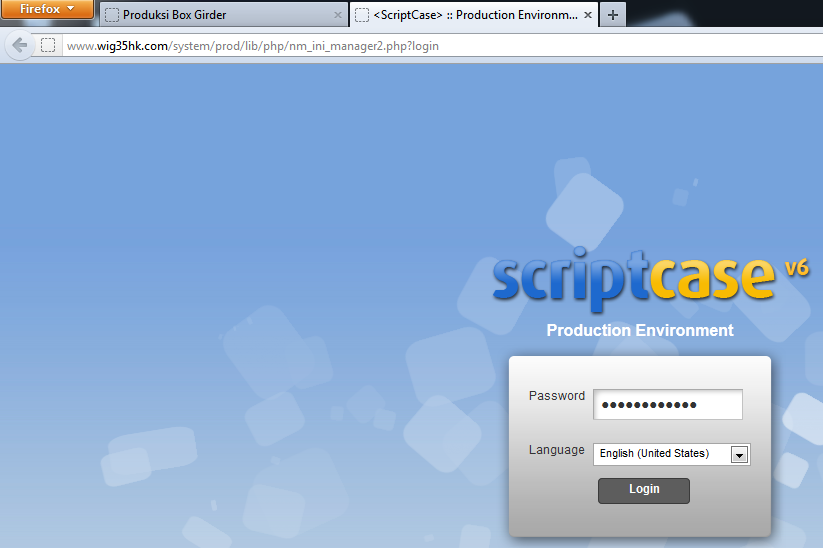 Firefox
Produksi Box Girder
<ScriptCase> :: Production Environm...
www.wig35hk.com/system/prod/lib/php/nm_ini_manager2.php?login
scriptcase v6
Production Environment
Password ●●●●●●●●●●●●
Language English (United States)
Login